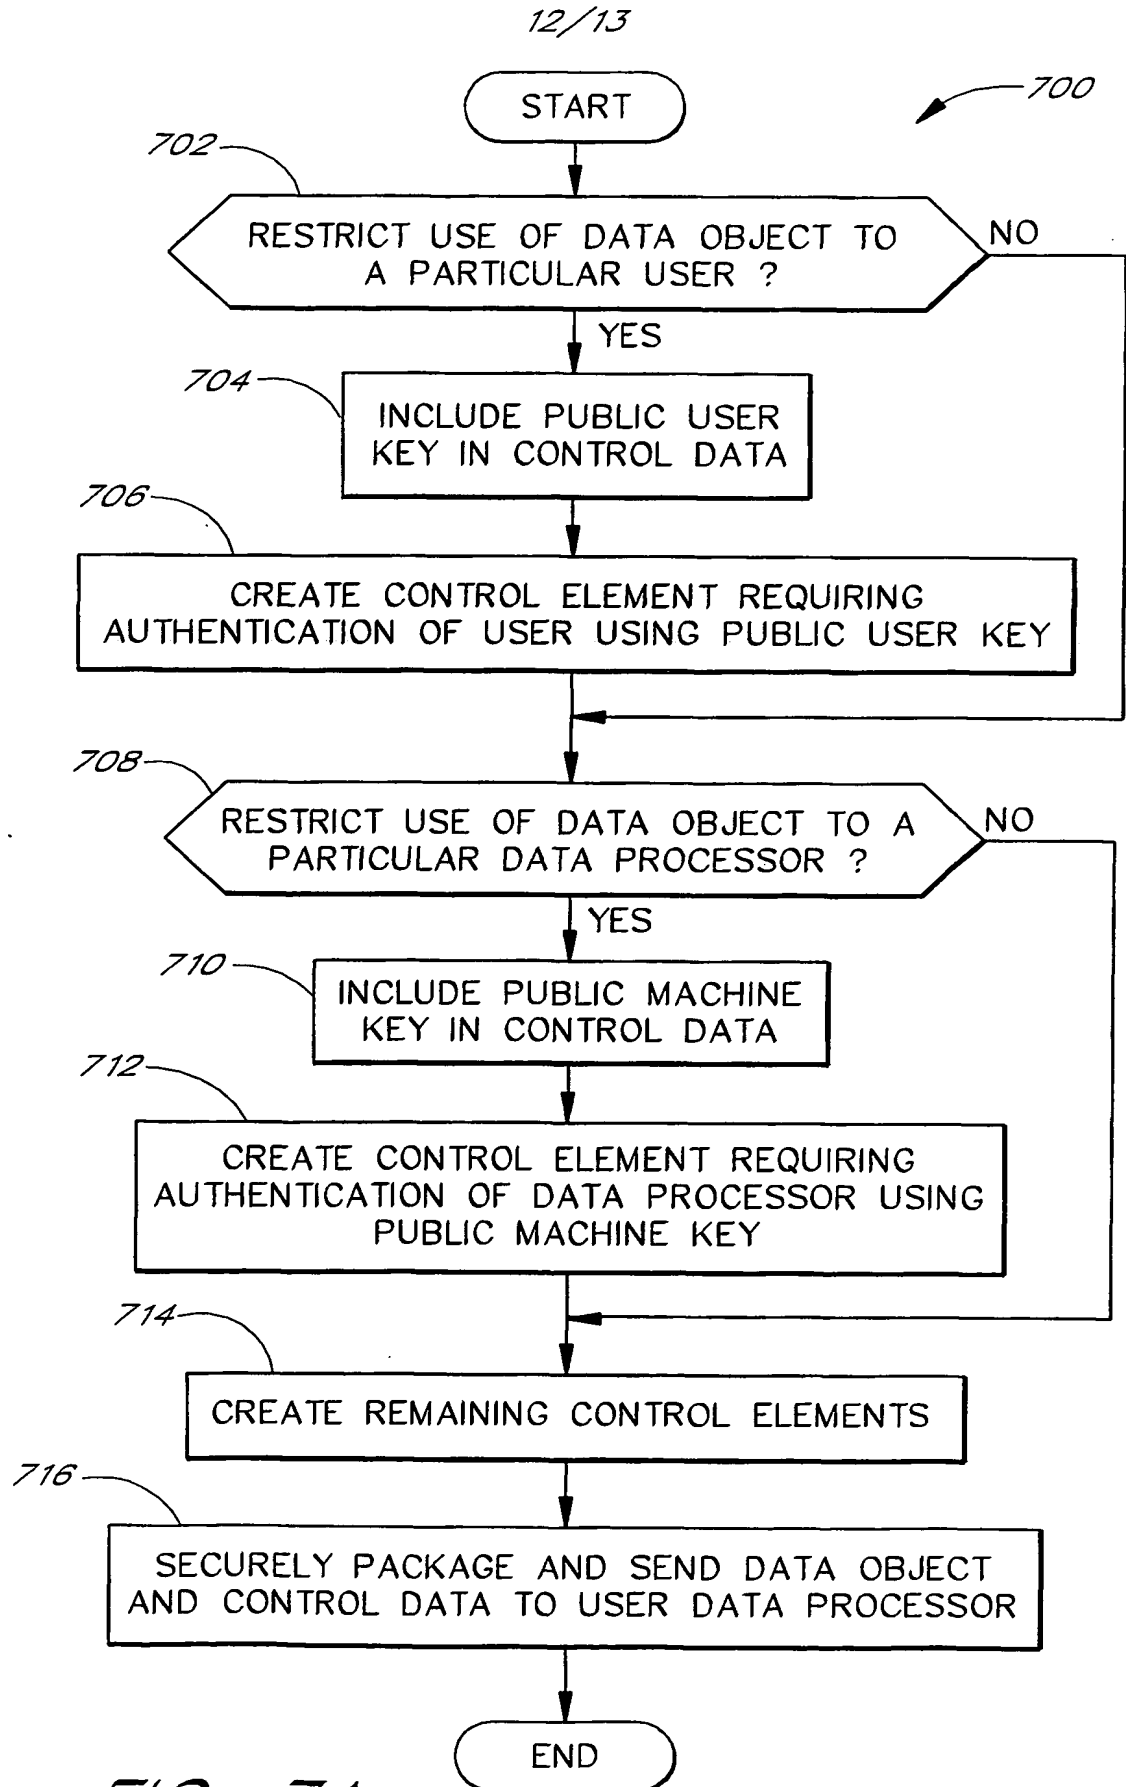 12/13
START
700
702
RESTRICT USE OF DATA OBJECT TO
A PARTICULAR USER ?
NO
YES
704
INCLUDE PUBLIC USER
KEY IN CONTROL DATA
706
CREATE CONTROL ELEMENT REQUIRING
AUTHENTICATION OF USER USING PUBLIC USER KEY
708
RESTRICT USE OF DATA OBJECT TO A
PARTICULAR DATA PROCESSOR ?
NO
YES
710
INCLUDE PUBLIC MACHINE
KEY IN CONTROL DATA
712
CREATE CONTROL ELEMENT REQUIRING
AUTHENTICATION OF DATA PROCESSOR USING
PUBLIC MACHINE KEY
714
CREATE REMAINING CONTROL ELEMENTS
716
SECURELY PACKAGE AND SEND DATA OBJECT
AND CONTROL DATA TO USER DATA PROCESSOR
END